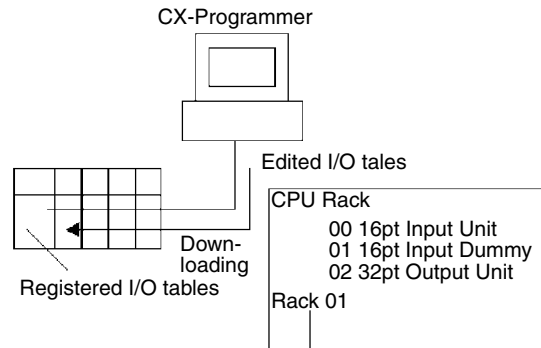 CX-Programmer
Edited I/O tales
CPU Rack
00 16pt Input Unit
01 16pt Input Dummy
02 32pt Output Unit
Rack 01
Down-
loading
Registered I/O tables